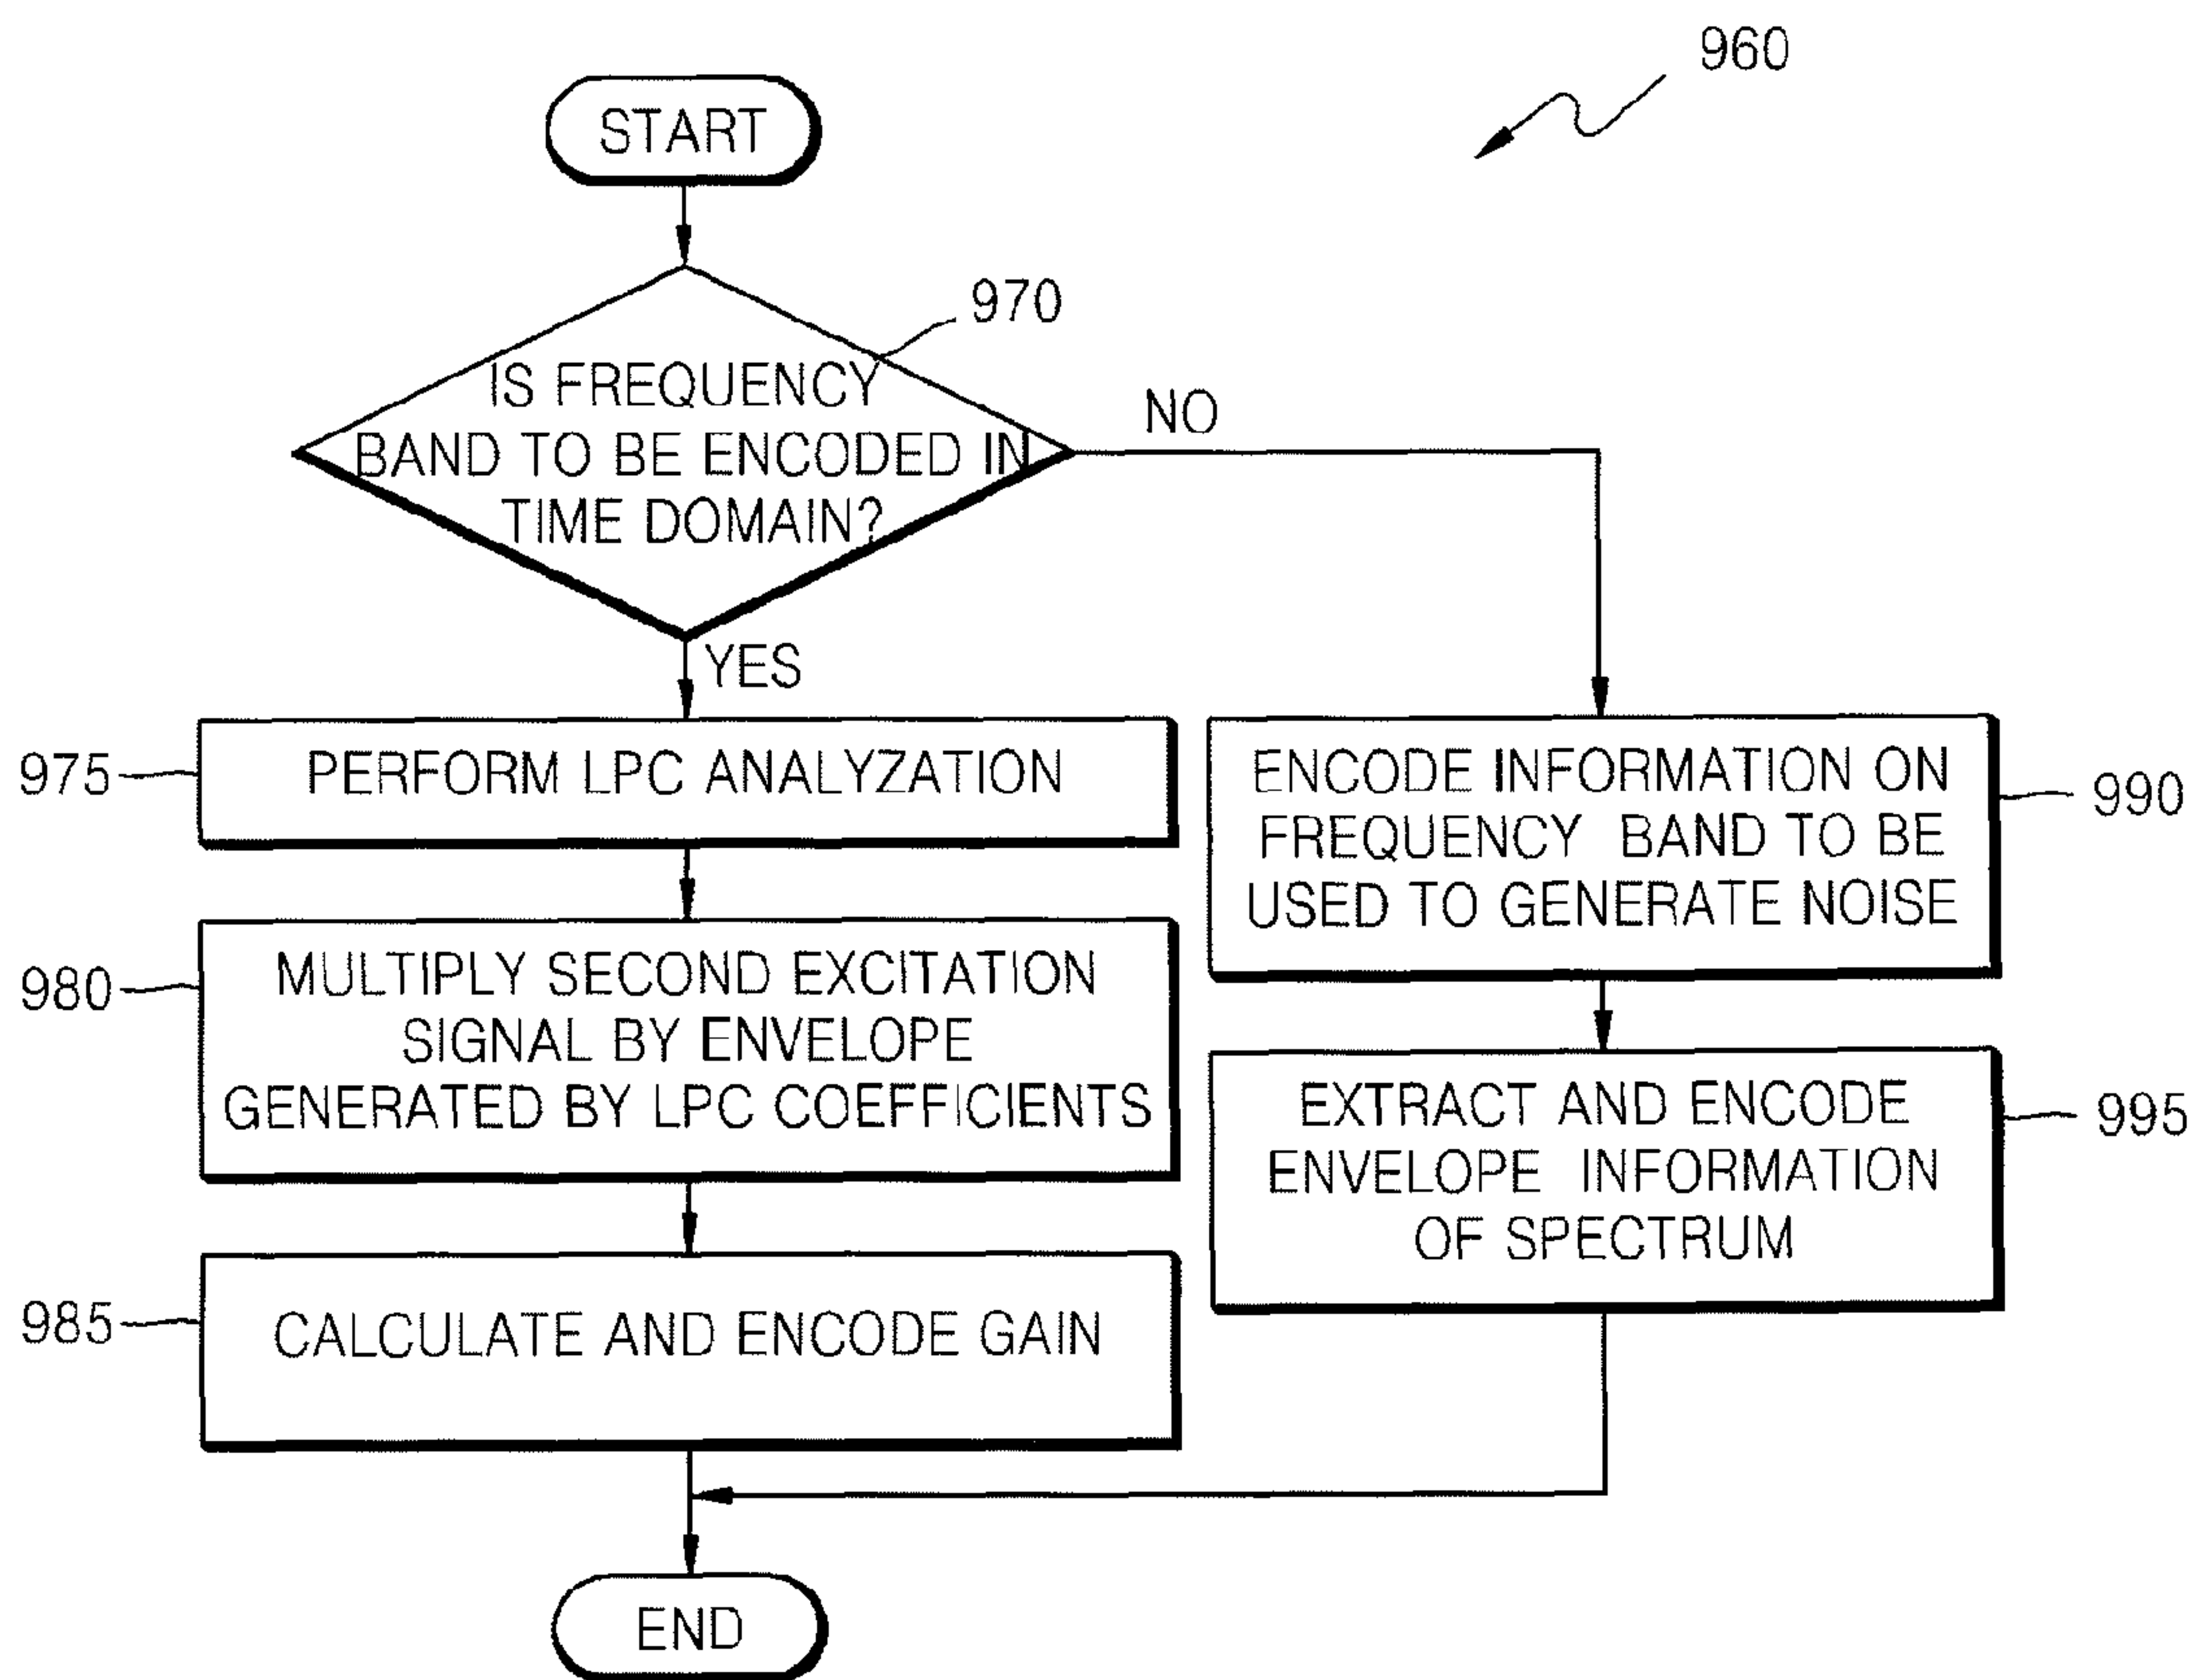 960
START
970
IS FREQUENCY
BAND TO BE ENCODED IN
TIME DOMAIN?
NO
YES
975
PERFORM LPC ANALYZATION
980
MULTIPLY SECOND EXCITATION
SIGNAL BY ENVELOPE
GENERATED BY LPC COEFFICIENTS
985
CALCULATE AND ENCODE GAIN
ENCODE INFORMATION ON
FREQUENCY BAND TO BE
USED TO GENERATE NOISE
990
EXTRACT AND ENCODE
ENVELOPE INFORMATION
OF SPECTRUM
995
END